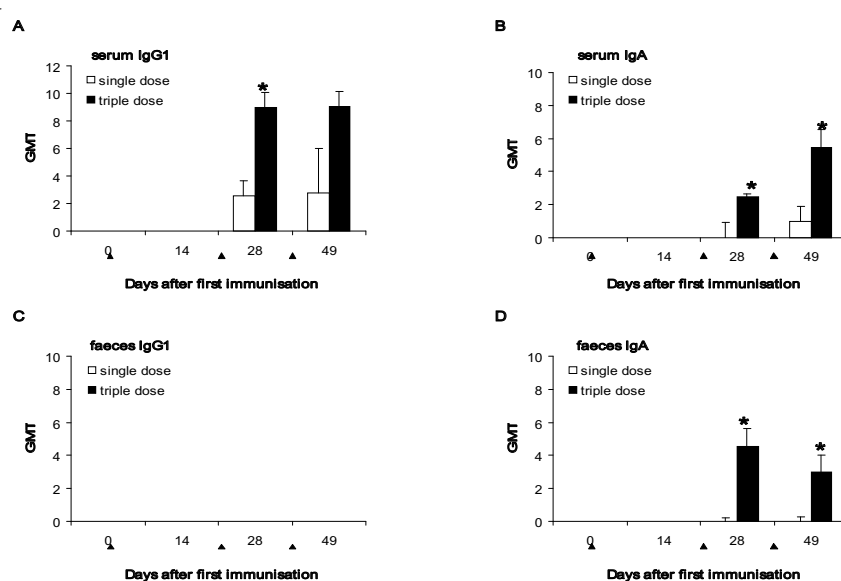 A
serum IgG1
12
10
8
6
4
2
0
GMT
single dose
triple dose
*
0 14 28 49
Days after first immunisation
B
serum IgA
10
8
6
4
2
0
GMT
single dose
triple dose
*
*
0 14 28 49
Days after first immunisation
C
faeces IgG1
10
8
6
4
2
0
GMT
single dose
triple dose
0 14 28 49
Days after first immunisation
D
faeces IgA
10
8
6
4
2
0
GMT
single dose
triple dose
*
*
0 14 28 49
Days after first immunisation